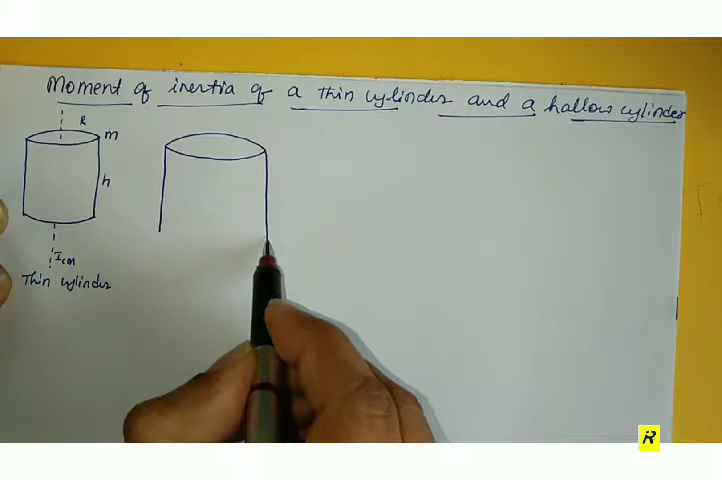 Moment of inertia of a Thin cylinder and a hallow cylinder
R
m
h
Icm
Thin cylinder
R